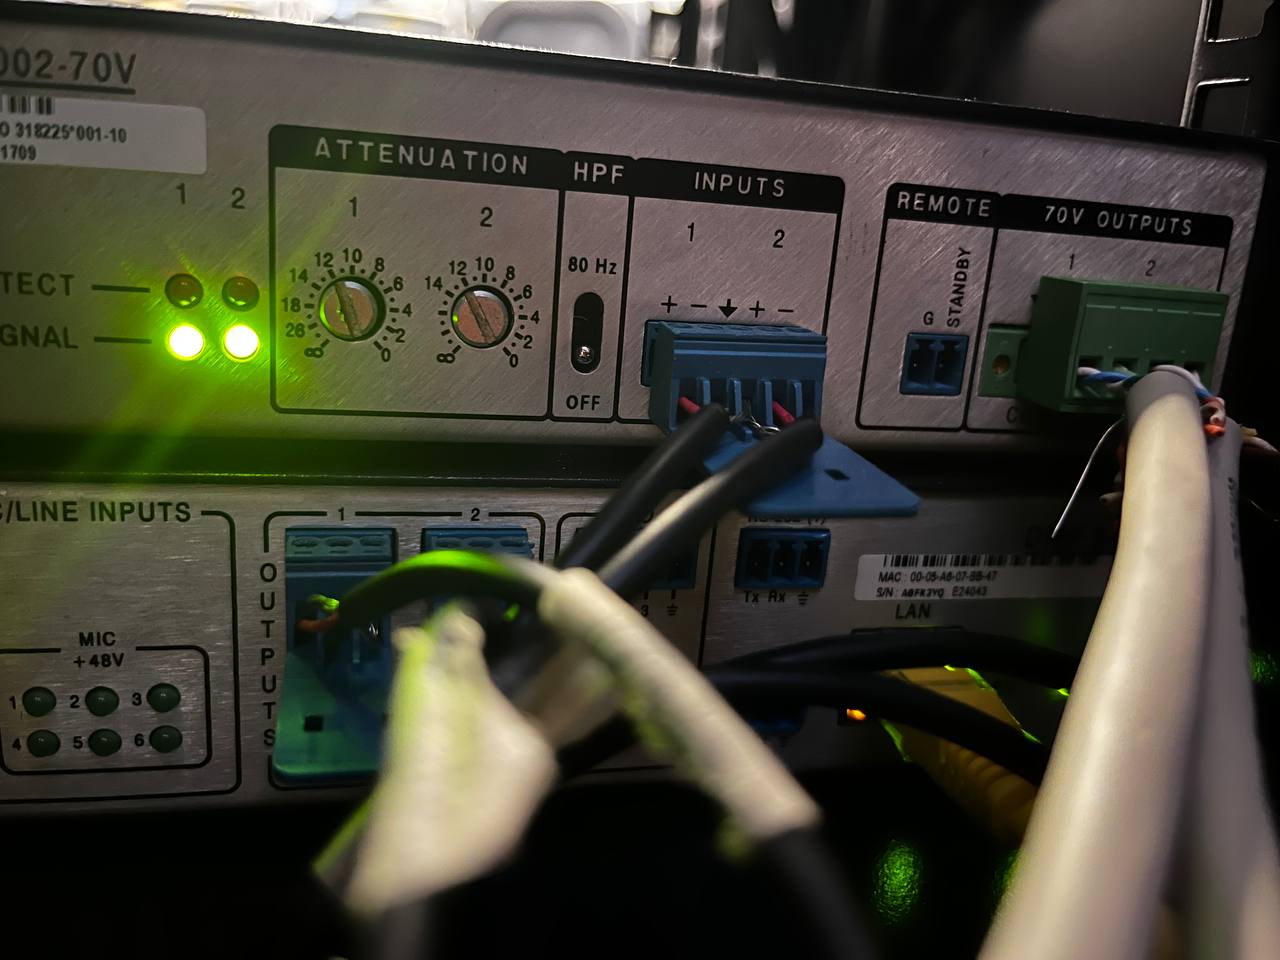 002-70V
O 318225*001-10
1709
1 2
TECT
GNAL
ATTENUATION
1 2
14 12 10 8 6 4 2 0 ∞ 26 18
14 12 10 8 6 4 2 0 ∞
HPF
80 Hz
OFF
INPUTS
1 2
+ - + -
REMOTE
G STANDBY
70V OUTPUTS
1 2
C
C/LINE INPUTS
MIC
+48V
1 2 3
4 5 6
1 2
OUTPUTS
3
Tx Rx
MAC : 00-05-A6-07-BB-47
S/N : A0FK2YQ E24043
LAN